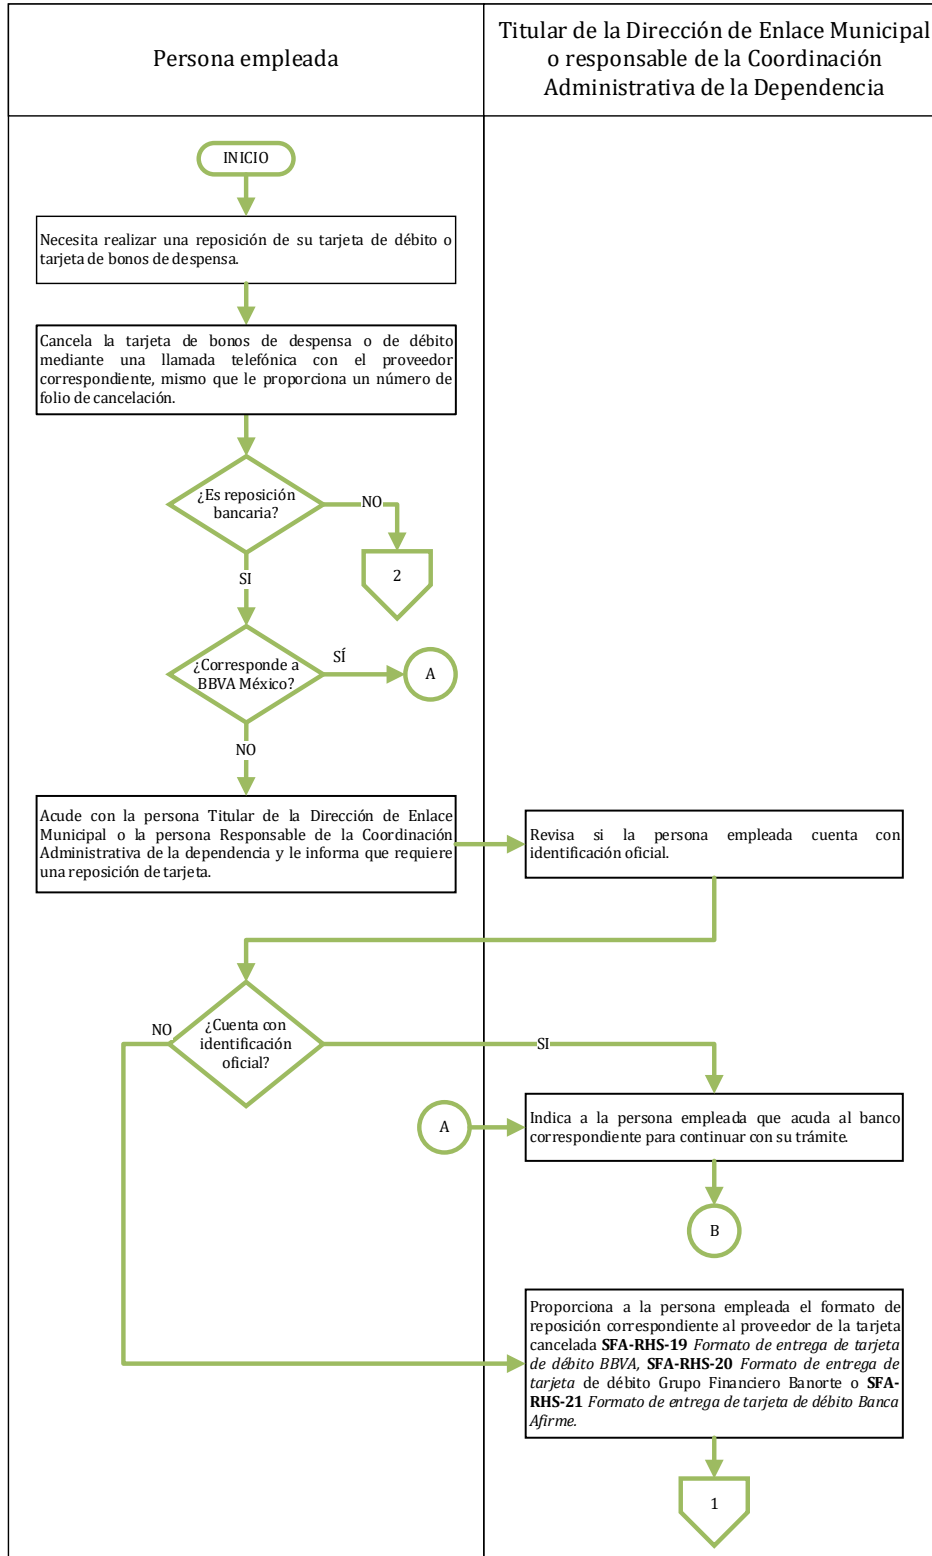 Persona empleada
Titular de la Dirección de Enlace Municipal
o responsable de la Coordinación
Administrativa de la Dependencia
INICIO
Necesita realizar una reposición de su tarjeta de débito o
tarjeta de bonos de despensa.
Cancela la tarjeta de bonos de despensa o de débito
mediante una llamada telefónica con el proveedor
correspondiente, mismo que le proporciona un número de
folio de cancelación.
¿Es reposición
bancaria?
NO
2
SI
¿Corresponde a
BBVA México?
SÍ
A
NO
Acude con la persona Titular de la Dirección de Enlace
Municipal o la persona Responsable de la Coordinación
Administrativa de la dependencia y le informa que requiere
una reposición de tarjeta.
Revisa si la persona empleada cuenta con
identificación oficial.
¿Cuenta con
identificación
oficial?
NO
SI
A
Indica a la persona empleada que acuda al banco
correspondiente para continuar con su trámite.
B
Proporciona a la persona empleada el formato de
reposición correspondiente al proveedor de la tarjeta
cancelada SFA-RHS-19 Formato de entrega de tarjeta
de débito BBVA, SFA-RHS-20 Formato de entrega de
tarjeta de débito Grupo Financiero Banorte o SFA-
RHS-21 Formato de entrega de tarjeta de débito Banca
Afirme.
1